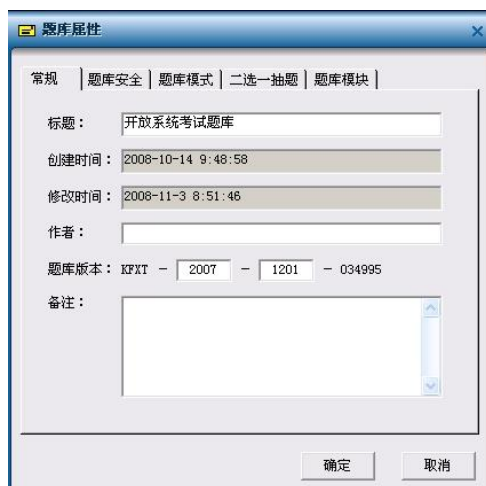 题库属性
常规 题库安全 题库模式 二选一抽题 题库模块
标题： 开放系统考试题库
创建时间： 2008-10-14 9:48:58
修改时间： 2008-11-3 8:51:46
作者：
题库版本： KFXT - 2007 - 1201 - 034995
备注：
确定 取消